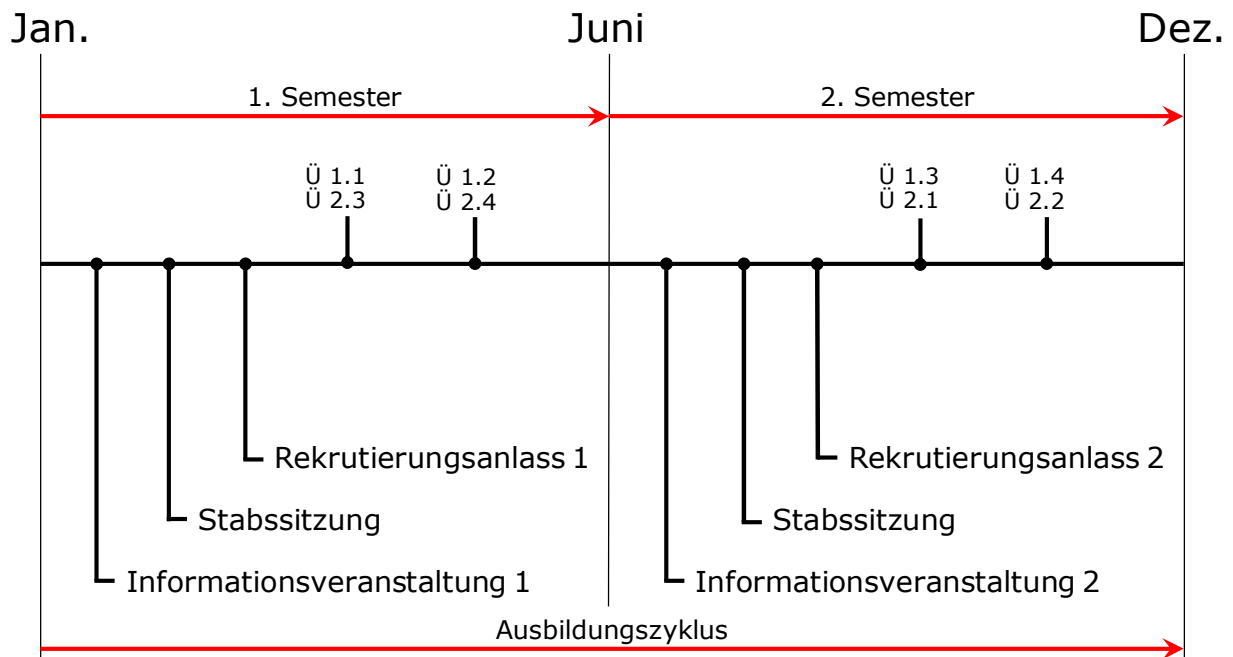 Jan.
Juni
Dez.
1. Semester
2. Semester
Ü 1.1
Ü 2.3
Ü 1.2
Ü 2.4
Ü 1.3
Ü 2.1
Ü 1.4
Ü 2.2
Rekrutierungsanlass 1
Rekrutierungsanlass 2
Stabssitzung
Stabssitzung
Informationsveranstaltung 1
Informationsveranstaltung 2
Ausbildungszyklus